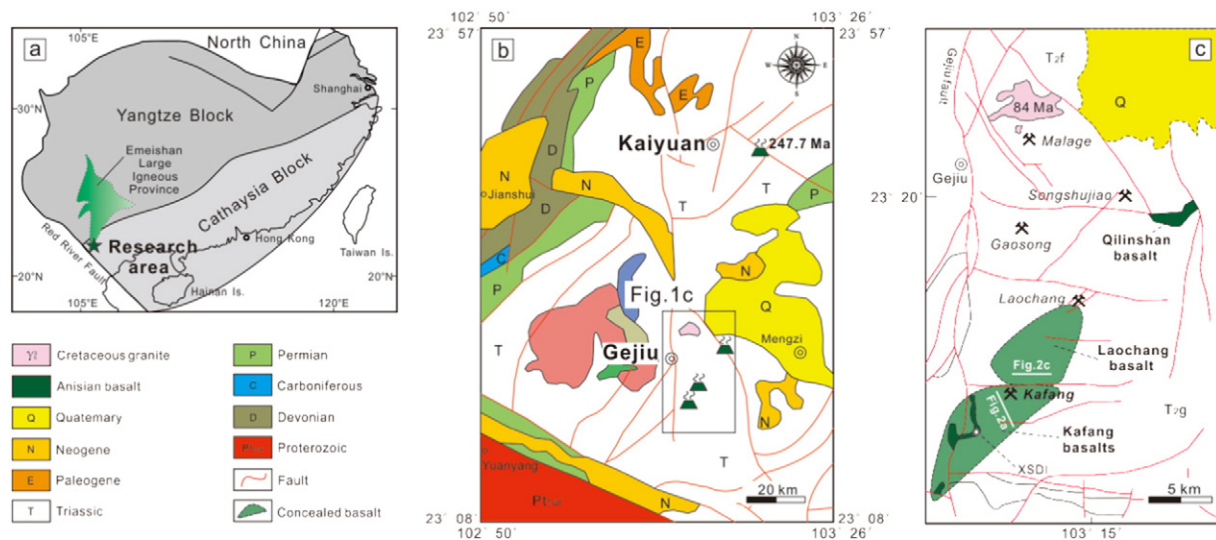 a
105°E
North China
Shanghai
30°N
30°N
Yangtze Block
Emeishan
Large
Igneous
Province
Cathaysia Block
Red River Fault
Research
area
Hong Kong
Taiwan Is.
20°N
20°N
Hainan Is.
105°E
120°E
Cretaceous granite
Anisian basalt
Q Quaternary
N Neogene
E Paleogene
T Triassic
P Permian
C Carboniferous
D Devonian
Proterozoic
Fault
Concealed basalt
102° 50′
103° 26′
23° 57′
23° 57′
b
N
W E
S
P
E
E
D
Kaiyuan
247.7 Ma
N
Jianshui
D
N
T
T
P
P
C
P
Fig.1c
N
Q
T
Gejiu
Mengzi
N
Yuanyang
T
N
20 km
23° 08′
23° 08′
102° 50′
103° 26′
c
Gejiu fault
T₂f
84 Ma
Q
Malage
Gejiu
23° 20′
Songshujiao
Gaosong
Qilinshan
basalt
Laochang
Laochang
basalt
Fig.2c
Kafang
Fig.2a
T₂g
Kafang
basalts
XSD
5 km
103° 15′